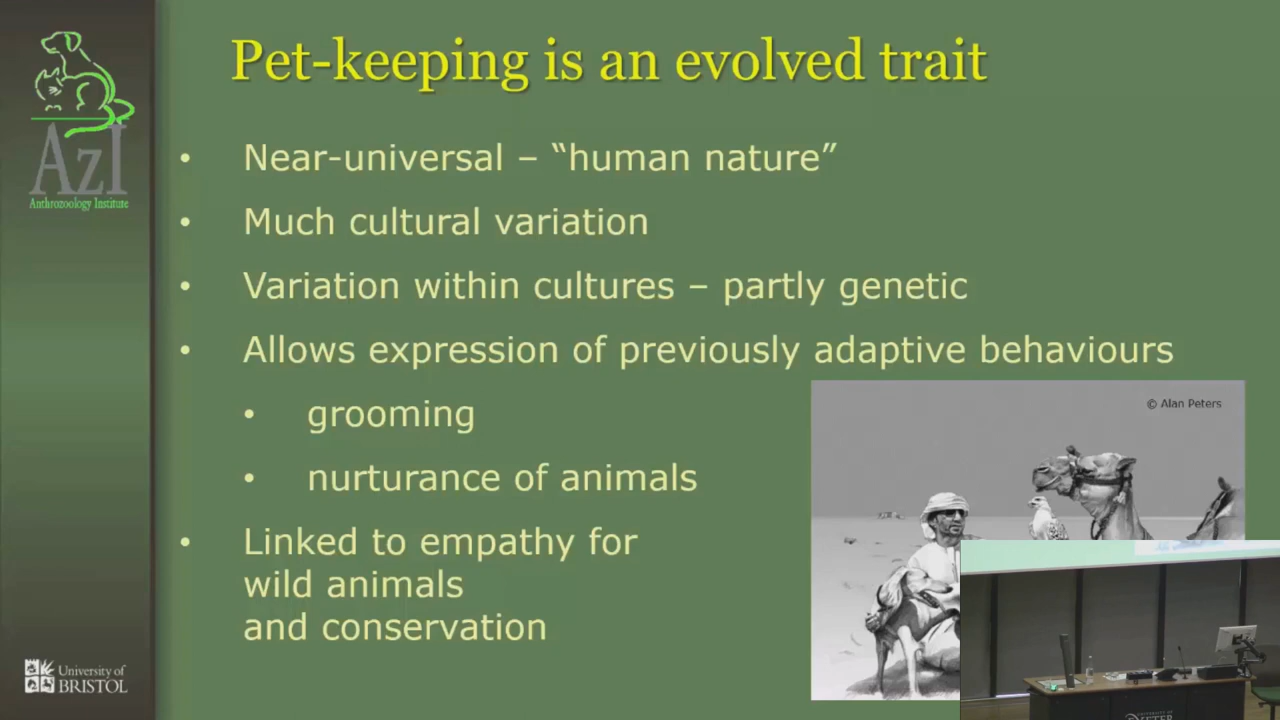 Pet-keeping is an evolved trait
AzI
Anthrozoology Institute
• Near-universal – “human nature”
• Much cultural variation
• Variation within cultures – partly genetic
• Allows expression of previously adaptive behaviours
• grooming
• nurturance of animals
• Linked to empathy for
wild animals
and conservation
© Alan Peters
University of
BRISTOL